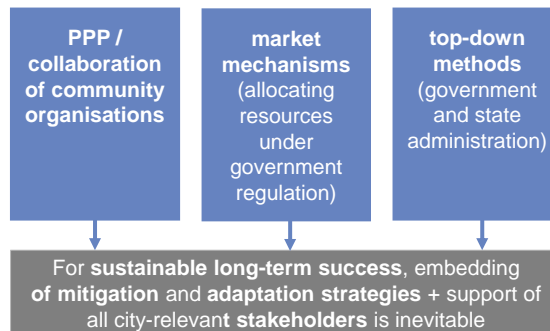 PPP /
collaboration
of community
organisations
market
mechanisms
(allocating
resources
under
government
regulation)
top-down
methods
(government
and state
administration)
For sustainable long-term success, embedding
of mitigation and adaptation strategies + support of
all city-relevant stakeholders is inevitable